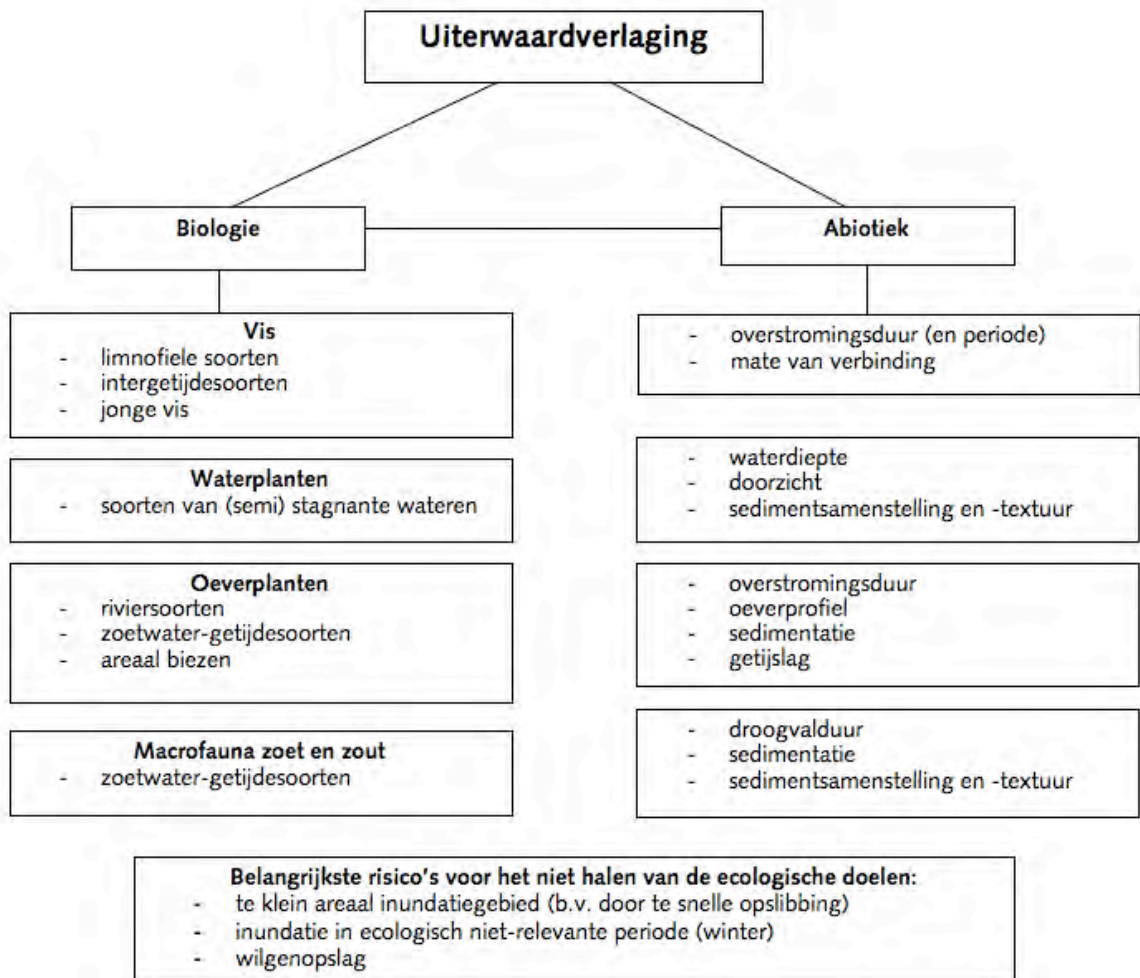 Uiterwaardverlaging
Biologie
Abiotiek
Vis
- limnofiele soorten
- intergetijdesoorten
- jonge vis
- overstromingsduur (en periode)
- mate van verbinding
Waterplanten
- soorten van (semi) stagnante wateren
- waterdiepte
- doorzicht
- sedimentsamenstelling en -textuur
Oeverplanten
- riviersoorten
- zoetwater-getijdesoorten
- areaal biezen
- overstromingsduur
- oeverprofiel
- sedimentatie
- getijslag
Macrofauna zoet en zout
- zoetwater-getijdesoorten
- droogvalduur
- sedimentatie
- sedimentsamenstelling en -textuur
Belangrijkste risico's voor het niet halen van de ecologische doelen:
- te klein areaal inundatiegebied (b.v. door te snelle opslibbing)
- inundatie in ecologisch niet-relevante periode (winter)
- wilgenopslag